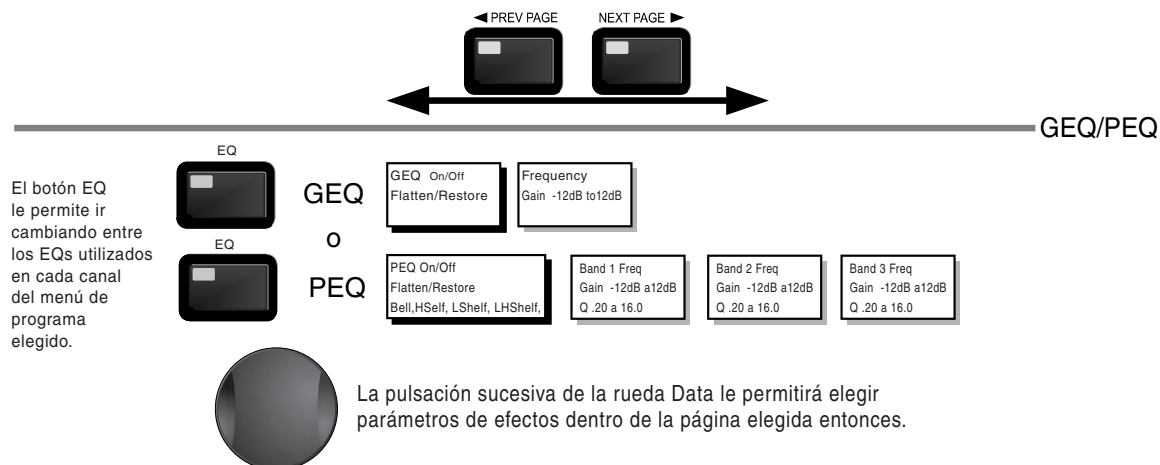 ◄ PREV PAGE NEXT PAGE ►
GEQ/PEQ
El botón EQ
le permite ir
cambiando entre
los EQs utilizados
en cada canal
del menú de
programa
elegido.
EQ
GEQ
GEQ On/Off
Flatten/Restore
Frequency
Gain -12dB to12dB
o
EQ
PEQ
PEQ On/Off
Flatten/Restore
Bell,HSelf, LShelf, LHShelf,
Band 1 Freq
Gain -12dB a12dB
Q .20 a 16.0
Band 2 Freq
Gain -12dB a12dB
Q .20 a 16.0
Band 3 Freq
Gain -12dB a12dB
Q .20 a 16.0
La pulsación sucesiva de la rueda Data le permitirá elegir
parámetros de efectos dentro de la página elegida entonces.